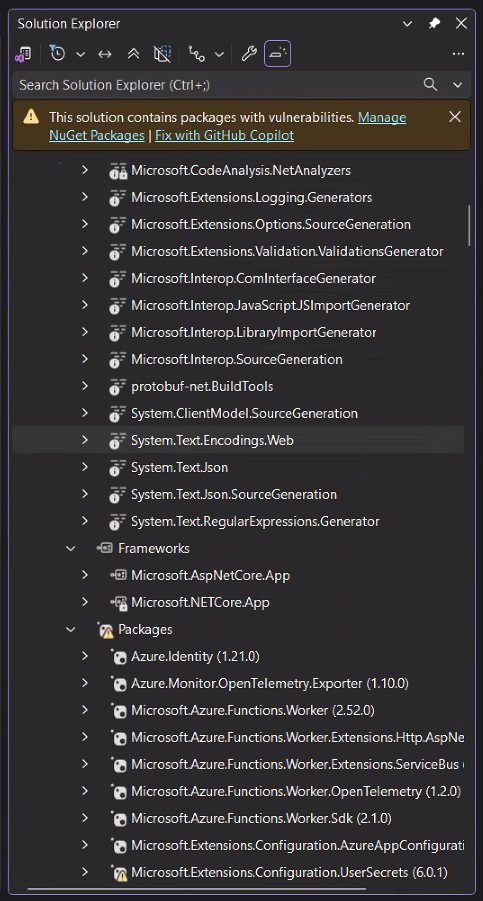 Solution Explorer
Search Solution Explorer (Ctrl+;)
This solution contains packages with vulnerabilities. Manage
NuGet Packages | Fix with GitHub Copilot
Microsoft.CodeAnalysis.NetAnalyzers
Microsoft.Extensions.Logging.Generators
Microsoft.Extensions.Options.SourceGeneration
Microsoft.Extensions.Validation.ValidationsGenerator
Microsoft.Interop.ComInterfaceGenerator
Microsoft.Interop.JavaScript.JSImportGenerator
Microsoft.Interop.LibraryImportGenerator
Microsoft.Interop.SourceGeneration
protobuf-net.BuildTools
System.ClientModel.SourceGeneration
System.Text.Encodings.Web
System.Text.Json
System.Text.Json.SourceGeneration
System.Text.RegularExpressions.Generator
Frameworks
Microsoft.AspNetCore.App
Microsoft.NETCore.App
Packages
Azure.Identity (1.21.0)
Azure.Monitor.OpenTelemetry.Exporter (1.10.0)
Microsoft.Azure.Functions.Worker (2.52.0)
Microsoft.Azure.Functions.Worker.Extensions.Http.AspNe
Microsoft.Azure.Functions.Worker.Extensions.ServiceBus (
Microsoft.Azure.Functions.Worker.OpenTelemetry (1.2.0)
Microsoft.Azure.Functions.Worker.Sdk (2.1.0)
Microsoft.Extensions.Configuration.AzureAppConfigurati
Microsoft.Extensions.Configuration.UserSecrets (6.0.1)